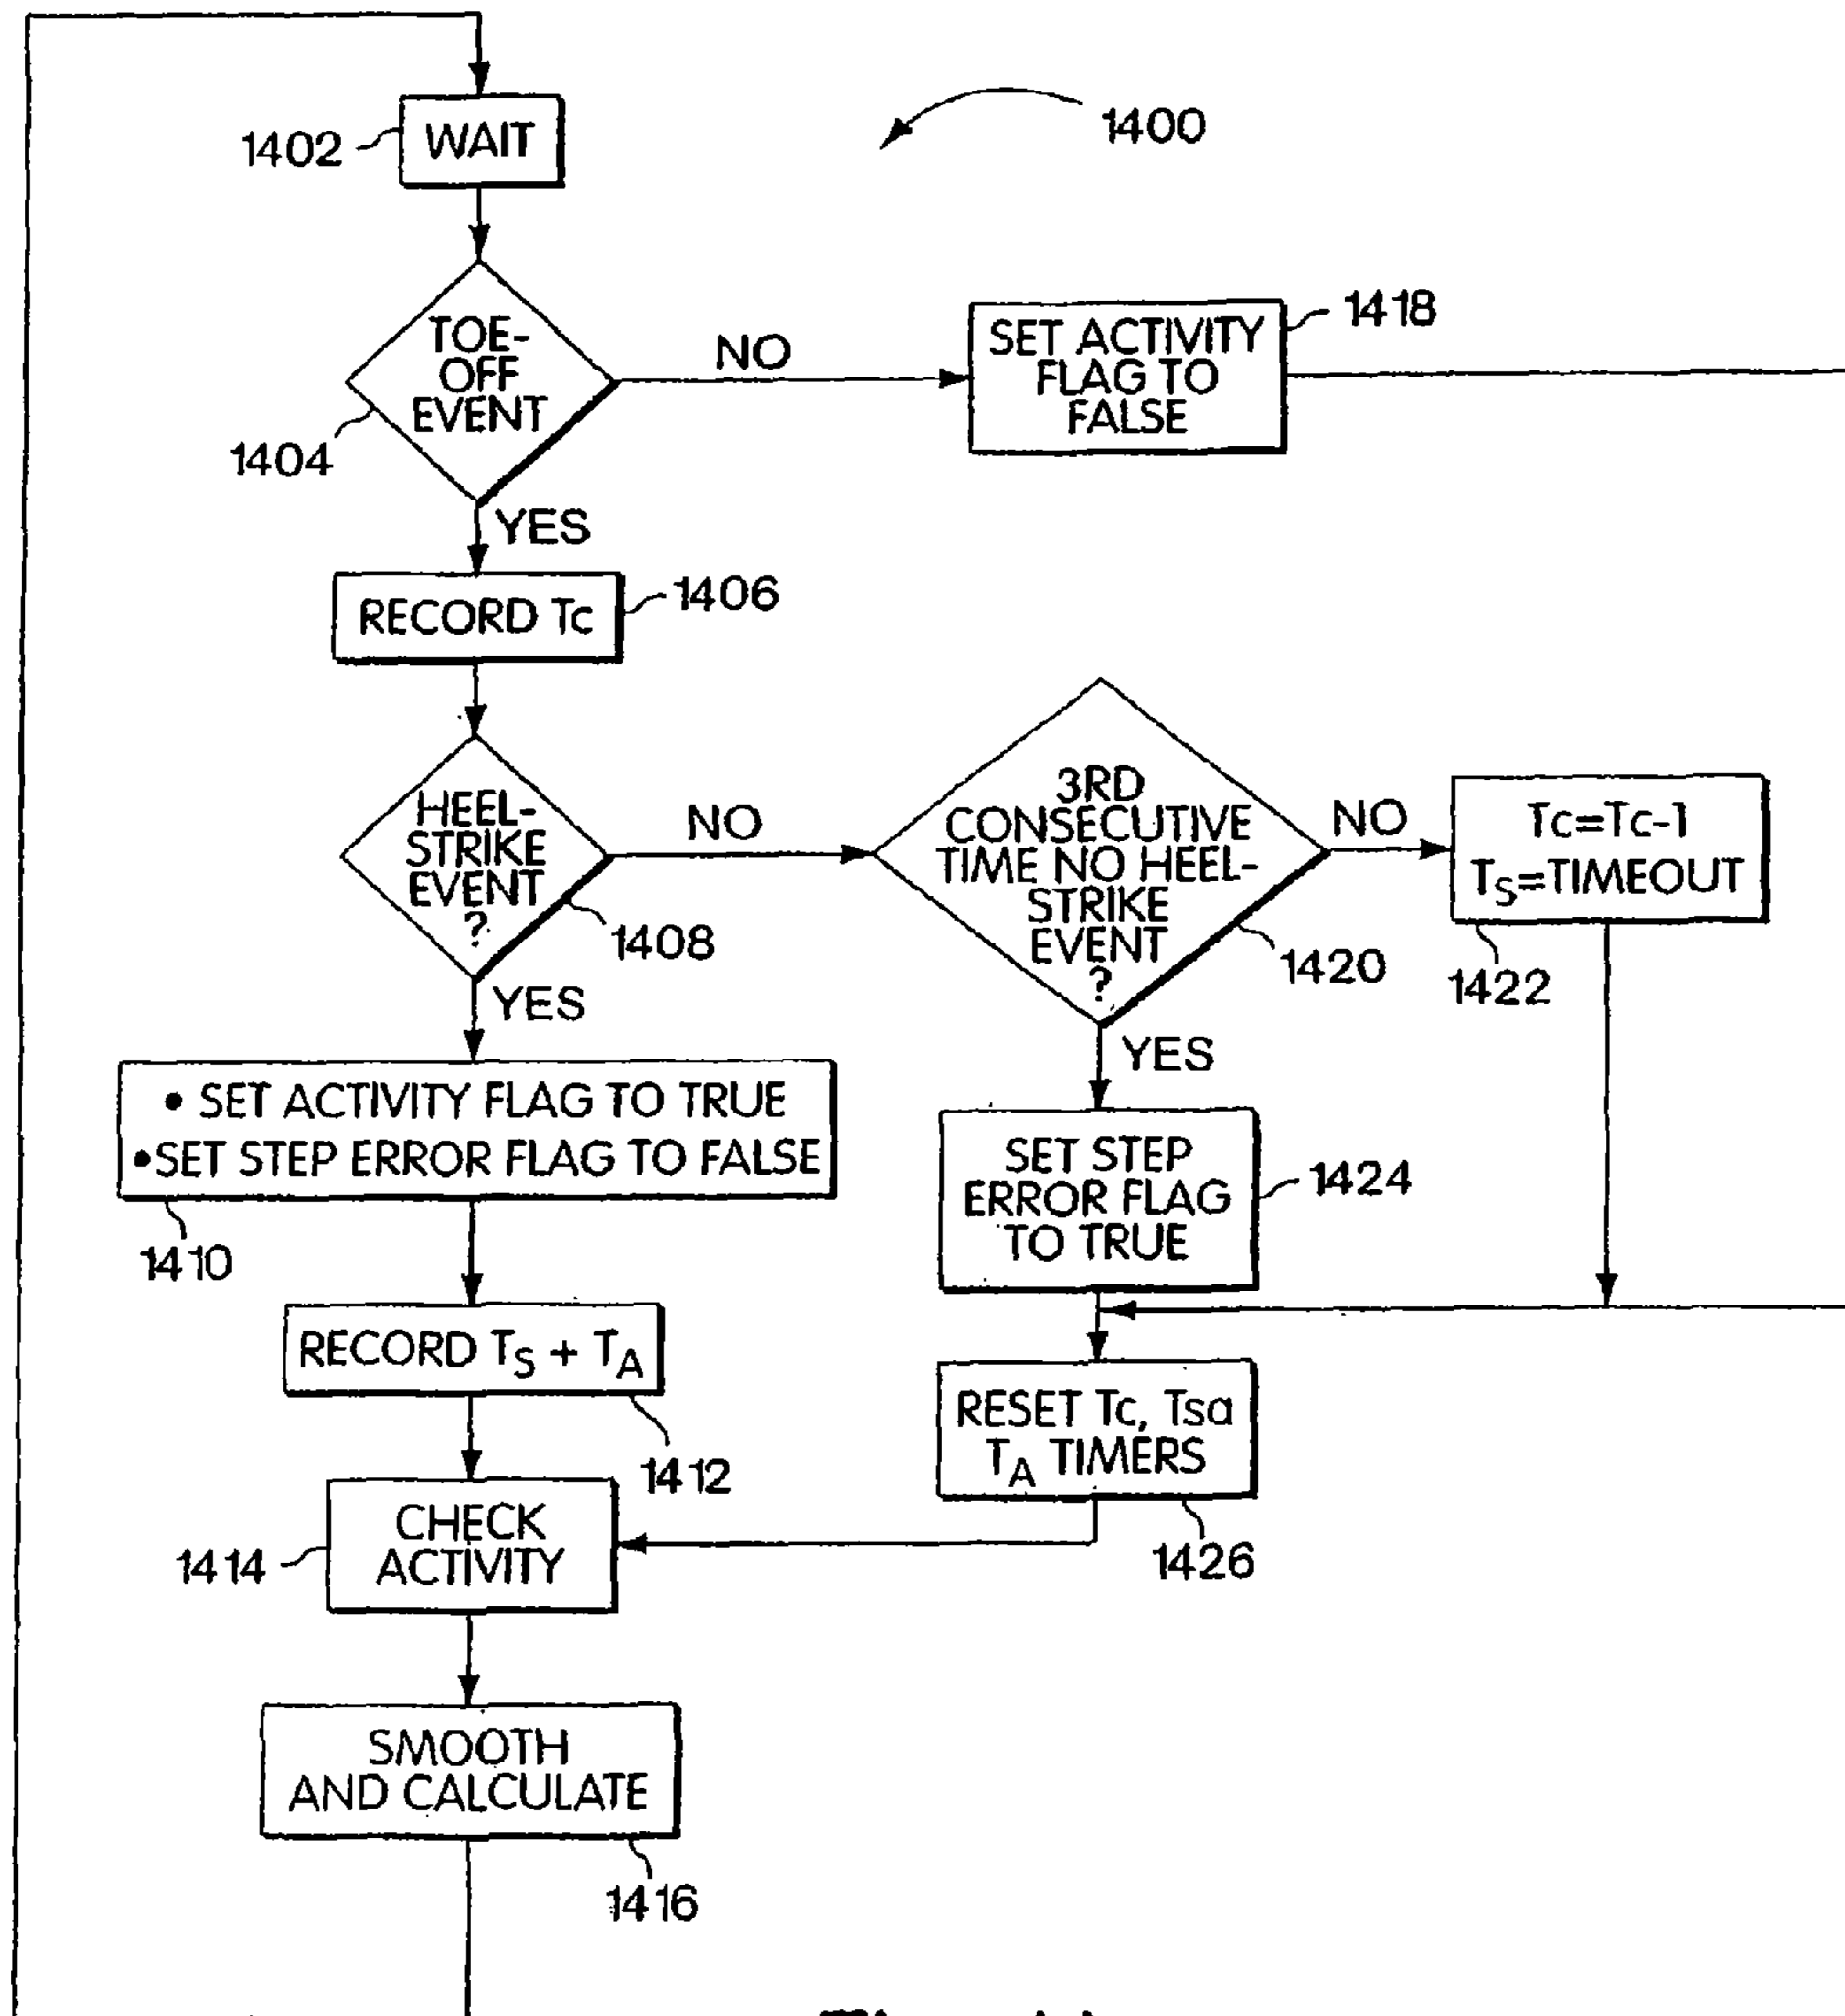 1402
WAIT
1400
TOE-
OFF
EVENT
1404
NO
SET ACTIVITY
FLAG TO
FALSE
1418
YES
RECORD Tc
1406
HEEL-
STRIKE
EVENT
?
1408
NO
3RD
CONSECUTIVE
TIME NO HEEL-
STRIKE
EVENT
?
1420
NO
Tc=Tc-1
TS=TIMEOUT
1422
YES
• SET ACTIVITY FLAG TO TRUE
•SET STEP ERROR FLAG TO FALSE
1410
YES
SET STEP
ERROR FLAG
TO TRUE
1424
RECORD TS + TA
1412
RESET Tc, Tsa
TA TIMERS
1426
CHECK
ACTIVITY
1414
SMOOTH
AND CALCULATE
1416